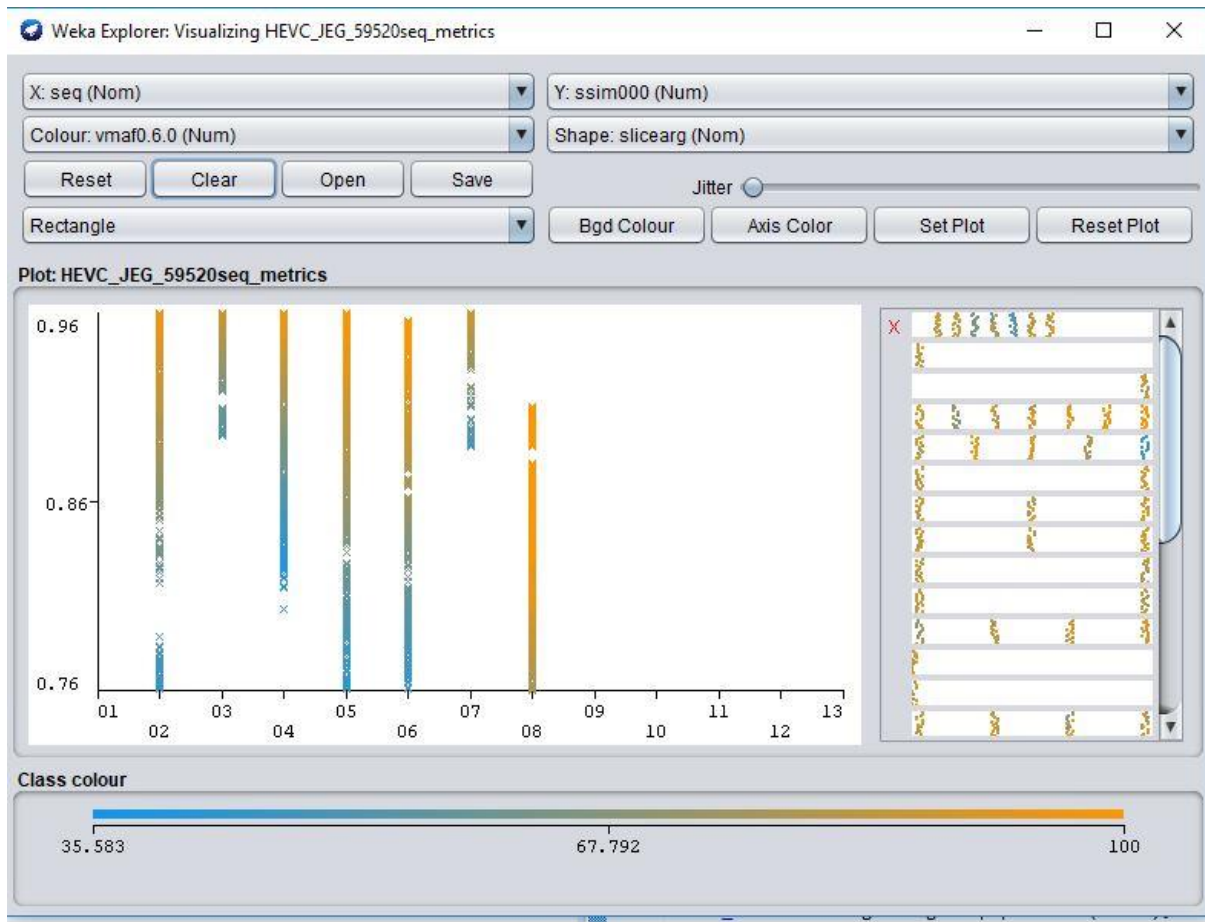 Weka Explorer: Visualizing HEVC_JEG_59520seq_metrics
X: seq (Nom)
Y: ssim000 (Num)
Colour: vmaf0.6.0 (Num)
Shape: slicearg (Nom)
Reset
Clear
Open
Save
Jitter
Rectangle
Bgd Colour
Axis Color
Set Plot
Reset Plot
Plot: HEVC_JEG_59520seq_metrics
0.96
X
0.86
0.76
01 03 05 07 09 11 13
02 04 06 08 10 12
Class colour
35.583 67.792 100